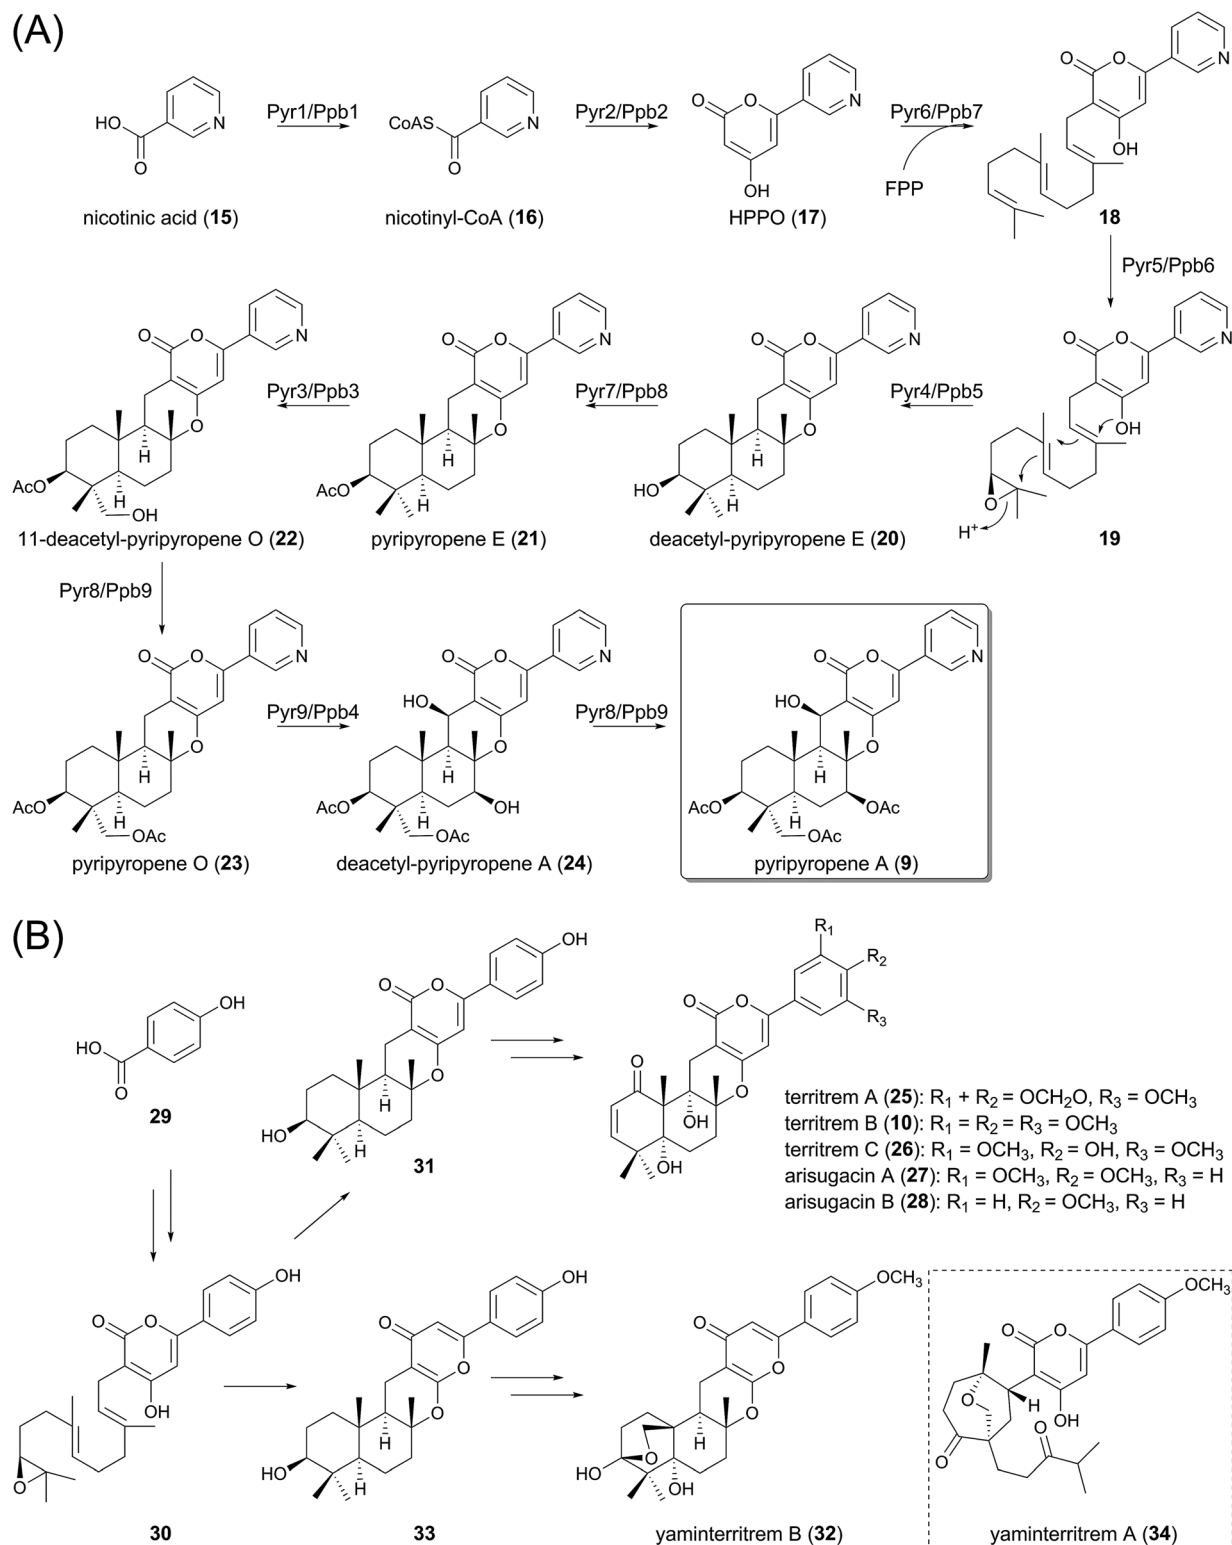 (A)
HO
O
N
nicotinic acid (15)
Pyr1/Ppb1
CoAS
O
N
nicotinyl-CoA (16)
Pyr2/Ppb2
O
O
N
OH
HPPO (17)
Pyr6/Ppb7
FPP
O
O
N
OH
18
Pyr5/Ppb6
O
O
N
OH
O
H+
19
Pyr4/Ppb5
O
O
N
O
H
H
HO
deacetyl-pyripyropene E (20)
Pyr7/Ppb8
O
O
N
O
H
H
AcO
pyripyropene E (21)
Pyr3/Ppb3
O
O
N
O
H
H
AcO
OH
11-deacetyl-pyripyropene O (22)
Pyr8/Ppb9
O
O
N
O
H
H
AcO
OAc
pyripyropene O (23)
Pyr9/Ppb4
O
O
N
HO
O
H
H
AcO
OH
OAc
deacetyl-pyripyropene A (24)
Pyr8/Ppb9
O
O
N
HO
O
H
H
AcO
OAc
OAc
pyripyropene A (9)
(B)
HO
O
OH
29
OH
O
O
O
H
H
HO
31
R1
R2
R3
O
O
O
O
OH
OH
territrem A (25): R1 + R2 = OCH2O, R3 = OCH3
territrem B (10): R1 = R2 = R3 = OCH3
territrem C (26): R1 = OCH3, R2 = OH, R3 = OCH3
arisugacin A (27): R1 = OCH3, R2 = OCH3, R3 = H
arisugacin B (28): R1 = H, R2 = OCH3, R3 = H
OH
O
O
OH
O
30
OH
O
O
O
H
H
HO
33
OCH3
O
O
O
H
O
HO
OH
yaminterritrem B (32)
OCH3
O
O
O
H
OH
O
O
yaminterritrem A (34)